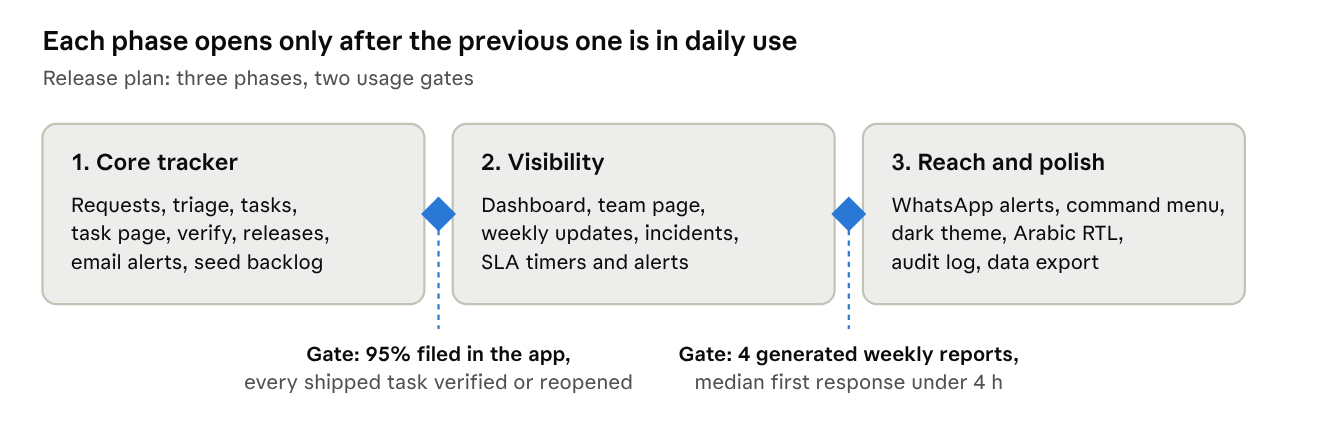 Each phase opens only after the previous one is in daily use
Release plan: three phases, two usage gates
1. Core tracker
Requests, triage, tasks,
task page, verify, releases,
email alerts, seed backlog
2. Visibility
Dashboard, team page,
weekly updates, incidents,
SLA timers and alerts
3. Reach and polish
WhatsApp alerts, command menu,
dark theme, Arabic RTL,
audit log, data export
Gate: 95% filed in the app,
every shipped task verified or reopened
Gate: 4 generated weekly reports,
median first response under 4 h